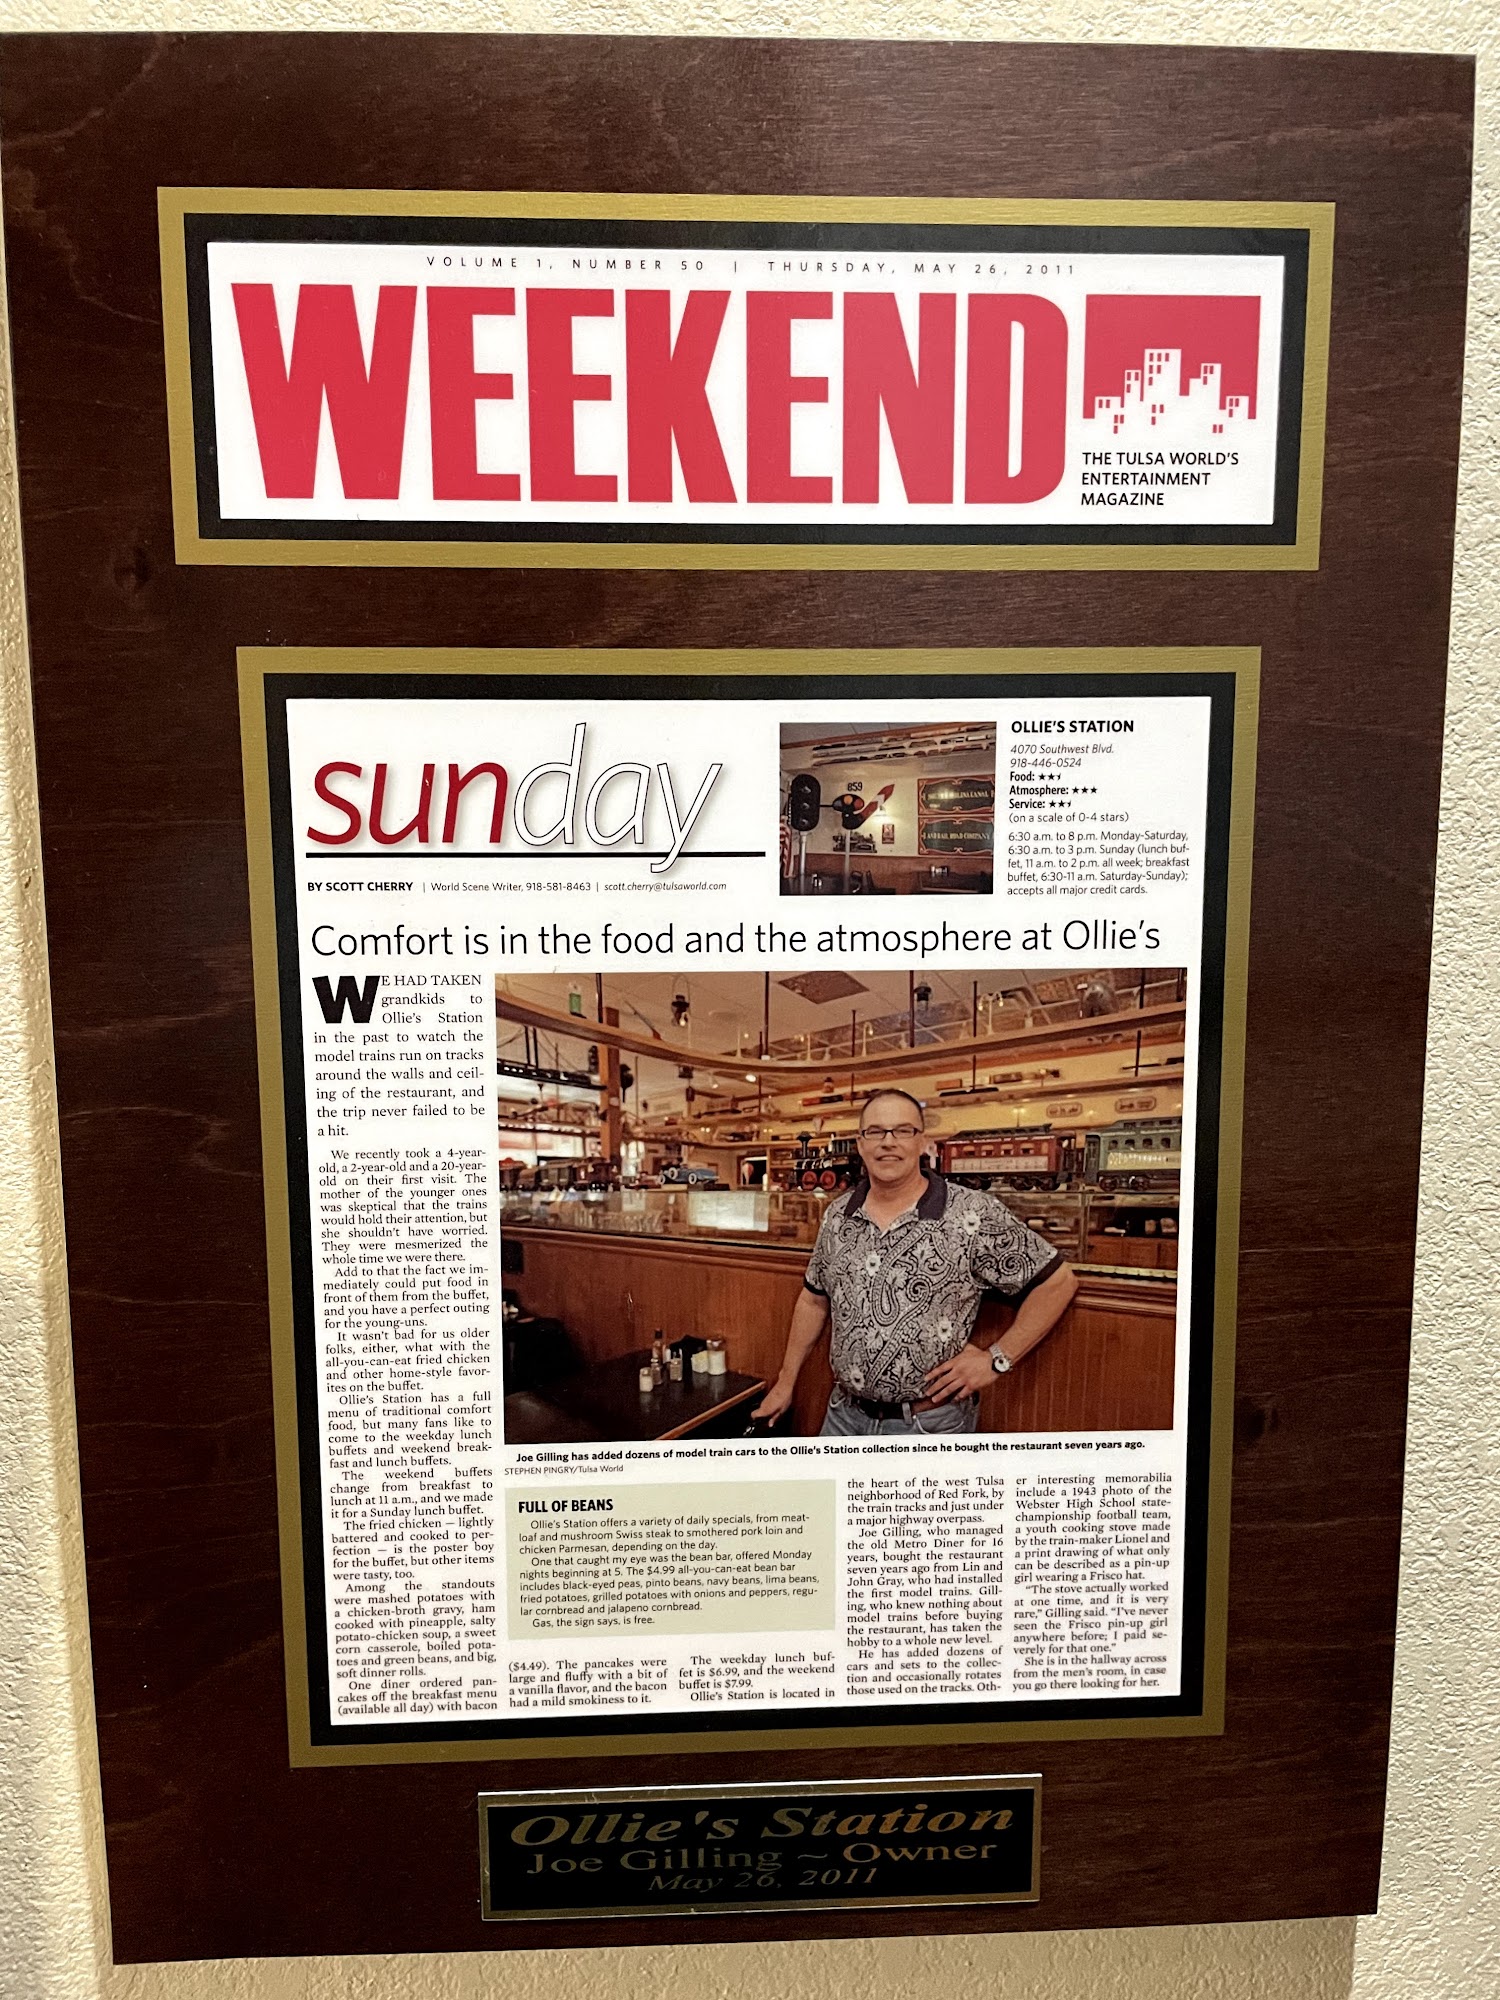 VOLUME 1, NUMBER 50 | THURSDAY, MAY 26, 2011
WEEKEND
THE TULSA WORLD'S
ENTERTAINMENT
MAGAZINE
sunday
BY SCOTT CHERRY | World Scene Writer, 918-581-8463 | scott.cherry@tulsaworld.com
859
OLLIE'S STATION
4070 Southwest Blvd.
918-446-0524
Food: ★★⯨
Atmosphere: ★★★
Service: ★★⯨
(on a scale of 0-4 stars)
6:30 a.m. to 8 p.m. Monday-Saturday,
6:30 a.m. to 3 p.m. Sunday (lunch buf-
fet, 11 a.m. to 2 p.m. all week; breakfast
buffet, 6:30-11 a.m. Saturday-Sunday);
accepts all major credit cards.
Comfort is in the food and the atmosphere at Ollie's
WE HAD TAKEN
grandkids to
Ollie's Station
in the past to watch the
model trains run on tracks
around the walls and ceil-
ing of the restaurant, and
the trip never failed to be
a hit.
We recently took a 4-year-
old, a 2-year-old and a 20-year-
old on their first visit. The
mother of the younger ones
was skeptical that the trains
would hold their attention, but
she shouldn't have worried.
They were mesmerized the
whole time we were there.
Add to that the fact we im-
mediately could put food in
front of them from the buffet,
and you have a perfect outing
for the young-uns.
It wasn't bad for us older
folks, either, what with the
all-you-can-eat fried chicken
and other home-style favor-
ites on the buffet.
Ollie's Station has a full
menu of traditional comfort
food, but many fans like to
come to the weekday lunch
buffets and weekend break-
fast and lunch buffets.
The weekend buffets
change from breakfast to
lunch at 11 a.m., and we made
it for a Sunday lunch buffet.
The fried chicken — lightly
battered and cooked to per-
fection — is the poster boy
for the buffet, but other items
were tasty, too.
Among the standouts
were mashed potatoes with
a chicken-broth gravy, ham
cooked with pineapple, salty
potato-chicken soup, a sweet
corn casserole, boiled pota-
toes and green beans, and big,
soft dinner rolls.
One diner ordered pan-
cakes off the breakfast menu
(available all day) with bacon
Joe Gilling has added dozens of model train cars to the Ollie's Station collection since he bought the restaurant seven years ago.
STEPHEN PINGRY/Tulsa World
FULL OF BEANS
Ollie's Station offers a variety of daily specials, from meat-
loaf and mushroom Swiss steak to smothered pork loin and
chicken Parmesan, depending on the day.
One that caught my eye was the bean bar, offered Monday
nights beginning at 5. The $4.99 all-you-can-eat bean bar
includes black-eyed peas, pinto beans, navy beans, lima beans,
fried potatoes, grilled potatoes with onions and peppers, regu-
lar cornbread and jalapeno cornbread.
Gas, the sign says, is free.
($4.49). The pancakes were
large and fluffy with a bit of
a vanilla flavor, and the bacon
had a mild smokiness to it.
The weekday lunch buf-
fet is $6.99, and the weekend
buffet is $7.99.
Ollie's Station is located in
the heart of the west Tulsa
neighborhood of Red Fork, by
the train tracks and just under
a major highway overpass.
Joe Gilling, who managed
the old Metro Diner for 16
years, bought the restaurant
seven years ago from Lin and
John Gray, who had installed
the first model trains. Gill-
ing, who knew nothing about
model trains before buying
the restaurant, has taken the
hobby to a whole new level.
He has added dozens of
cars and sets to the collec-
tion and occasionally rotates
those used on the tracks. Oth-
er interesting memorabilia
include a 1943 photo of the
Webster High School state-
championship football team,
a youth cooking stove made
by the train-maker Lionel and
a print drawing of what only
can be described as a pin-up
girl wearing a Frisco hat.
"The stove actually worked
at one time, and it is very
rare," Gilling said. "I've never
seen the Frisco pin-up girl
anywhere before; I paid se-
verely for that one."
She is in the hallway across
from the men's room, in case
you go there looking for her.
Ollie's Station
Joe Gilling ~ Owner
May 26, 2011